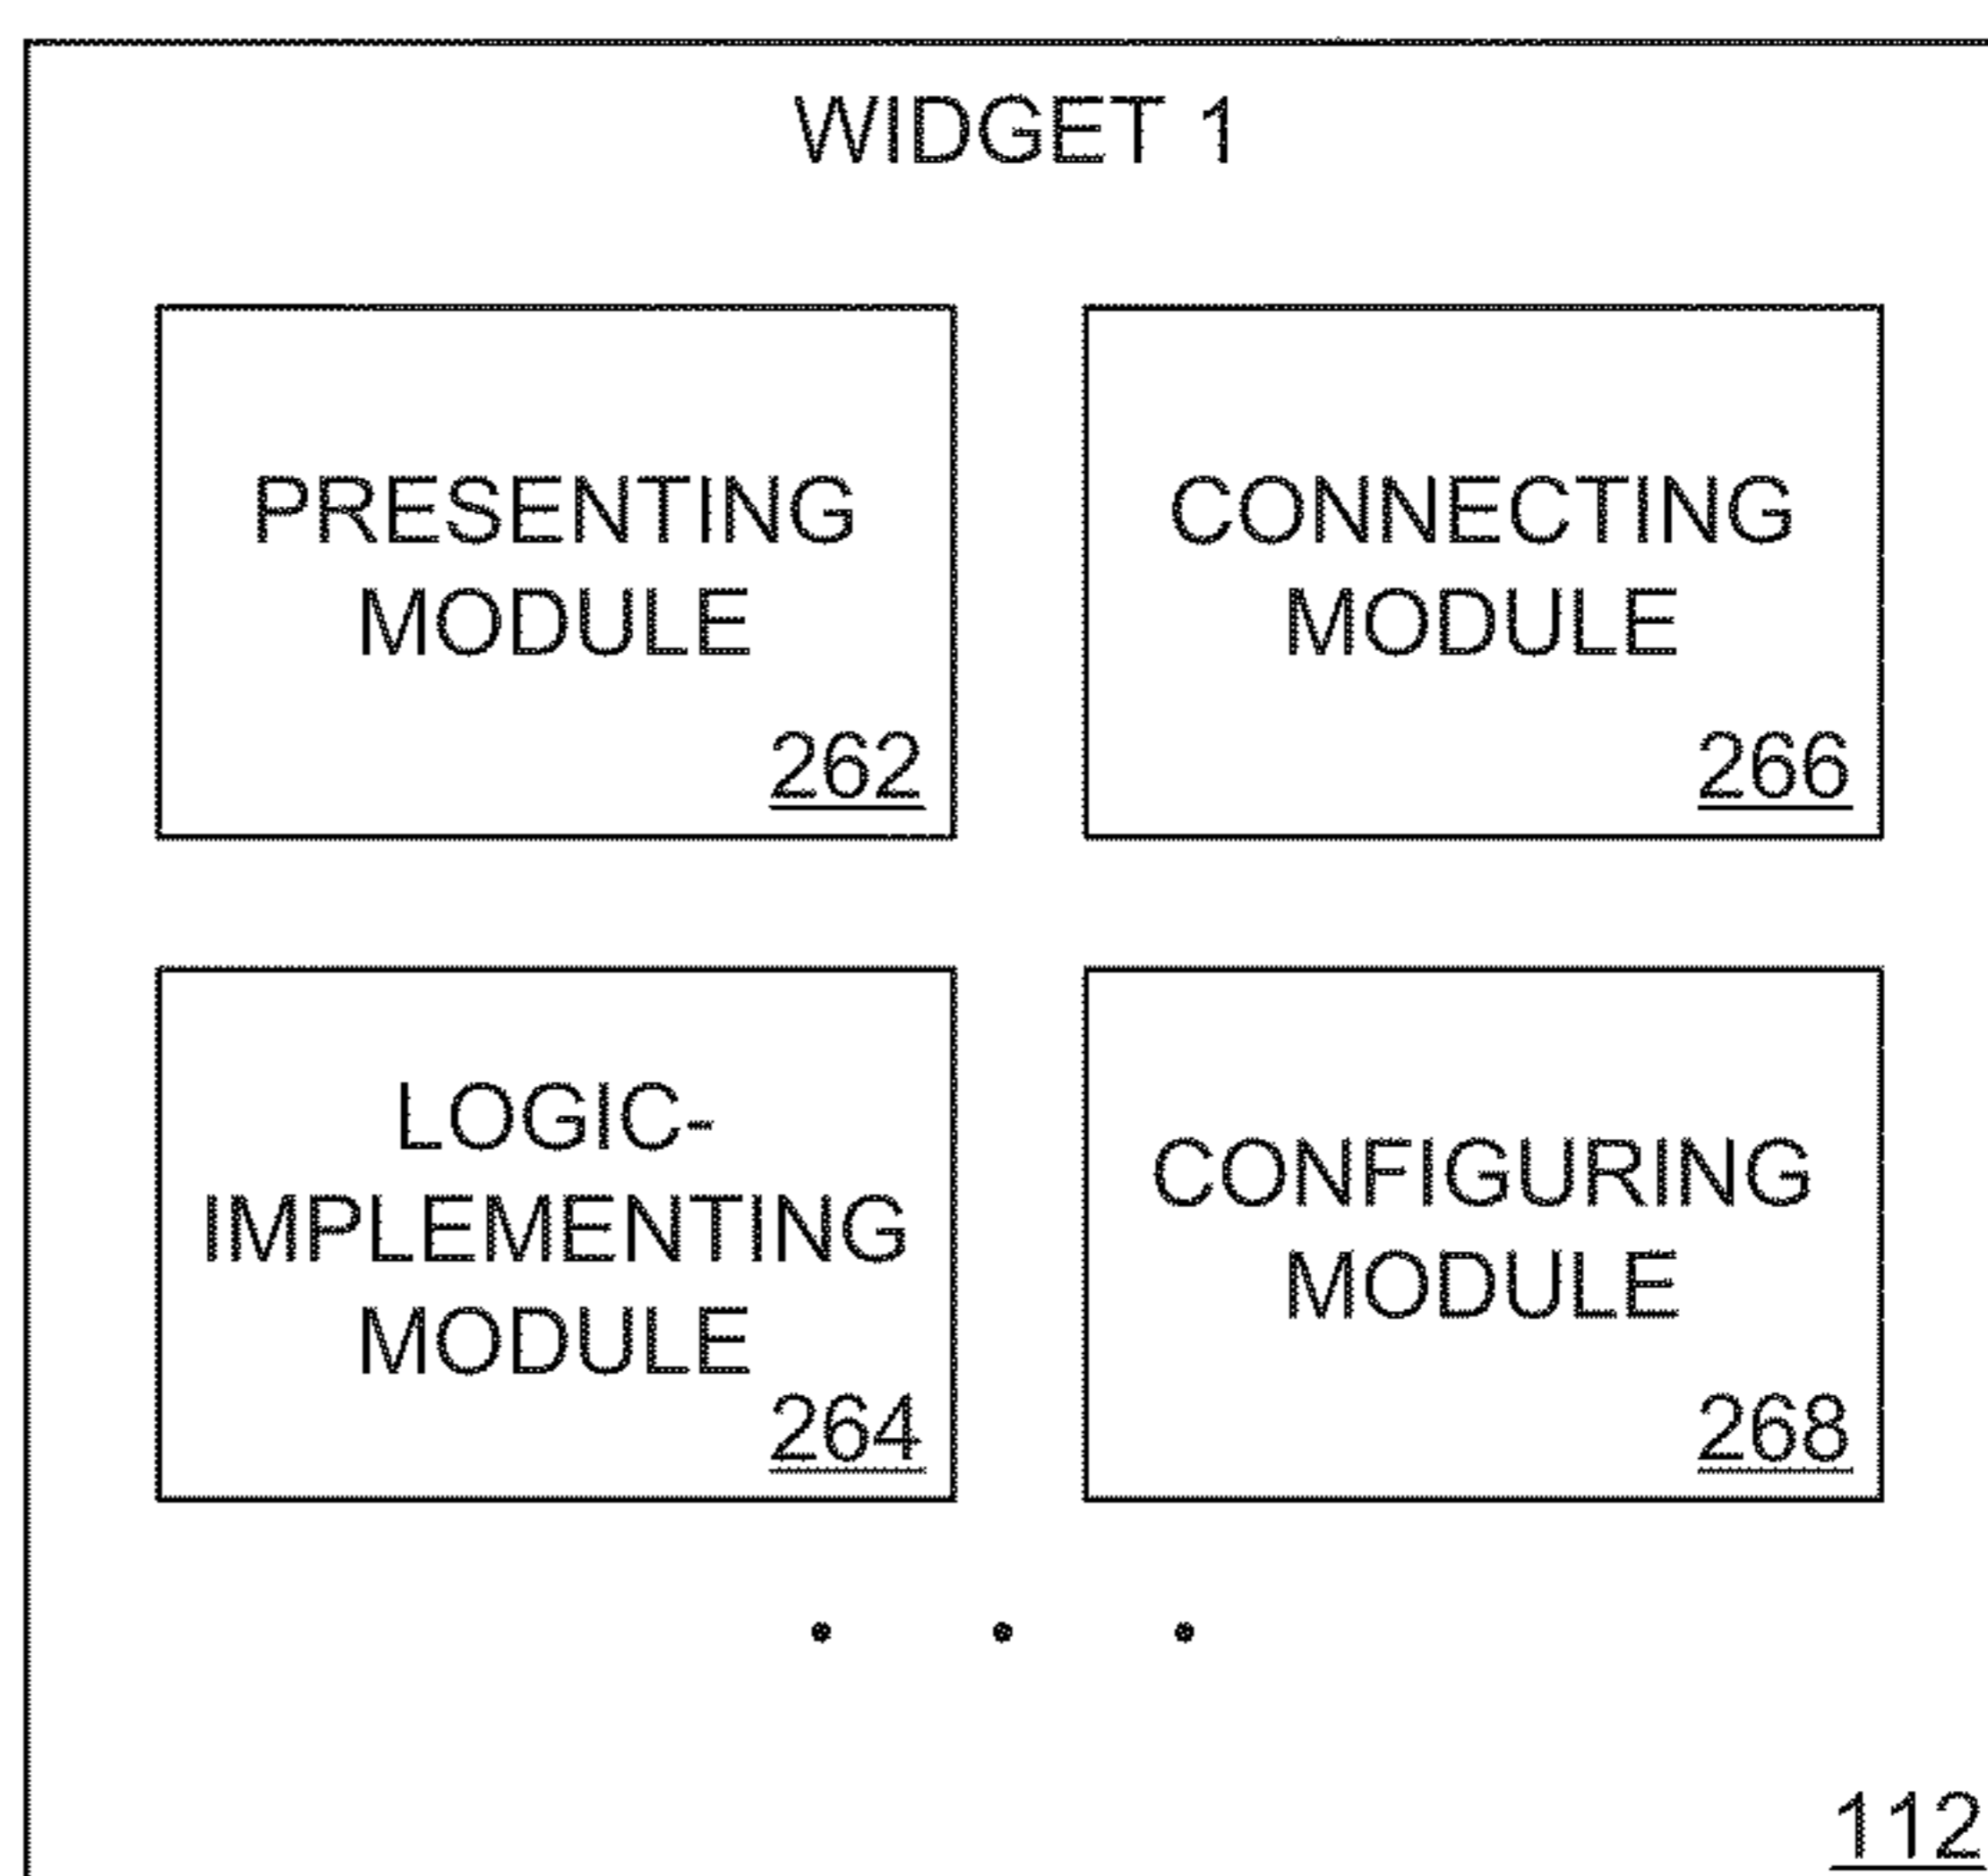 WIDGET 1
PRESENTING
MODULE
262
CONNECTING
MODULE
266
LOGIC-
IMPLEMENTING
MODULE
264
CONFIGURING
MODULE
268
112